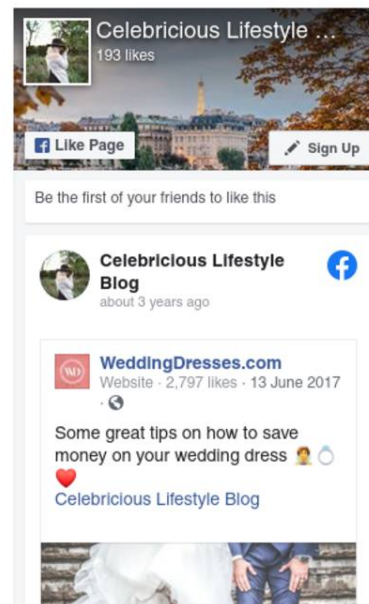 Celebricious Lifestyle ...
193 likes
Like Page
Sign Up
Be the first of your friends to like this
Celebricious Lifestyle
Blog
about 3 years ago
WD
WeddingDresses.com
Website · 2,797 likes · 13 June 2017
·
Some great tips on how to save
money on your wedding dress 👰 💍
❤️
Celebricious Lifestyle Blog